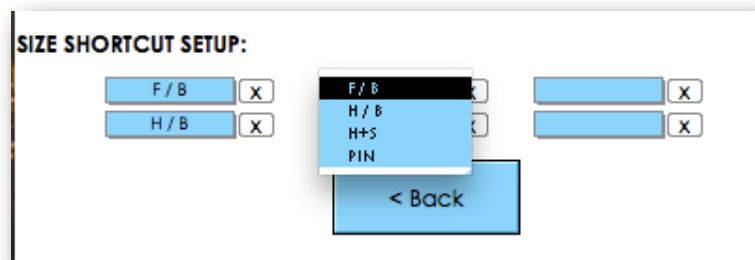 SIZE SHORTCUT SETUP:
F / B X F / B X X
H / B X H / B X X
H+S
PIN
< Back